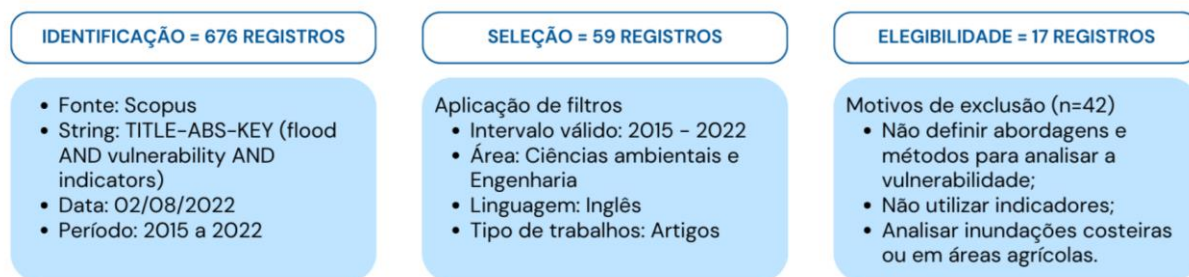 IDENTIFICAÇÃO = 676 REGISTROS
• Fonte: Scopus
• String: TITLE-ABS-KEY (flood
AND vulnerability AND
indicators)
• Data: 02/08/2022
• Período: 2015 a 2022
SELEÇÃO = 59 REGISTROS
Aplicação de filtros
• Intervalo válido: 2015 - 2022
• Área: Ciências ambientais e
Engenharia
• Linguagem: Inglês
• Tipo de trabalhos: Artigos
ELEGIBILIDADE = 17 REGISTROS
Motivos de exclusão (n=42)
• Não definir abordagens e
métodos para analisar a
vulnerabilidade;
• Não utilizar indicadores;
• Analisar inundações costeiras
ou em áreas agrícolas.